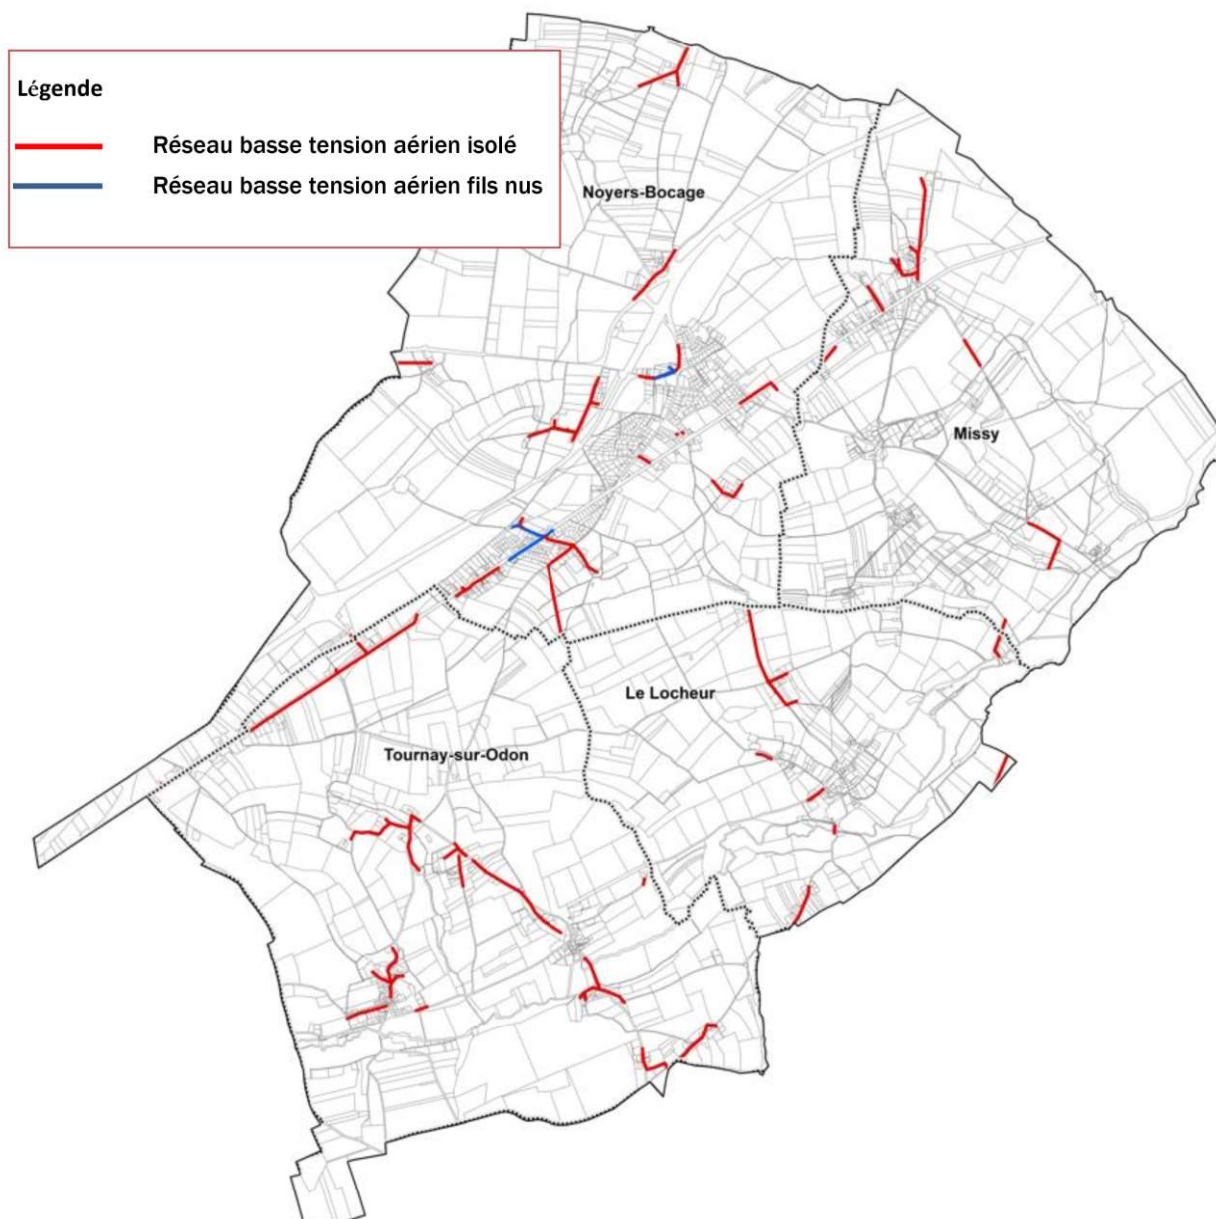 Légende
Réseau basse tension aérien isolé
Réseau basse tension aérien fils nus
Noyers-Bocage
Missy
Le Locheur
Tournay-sur-Odon